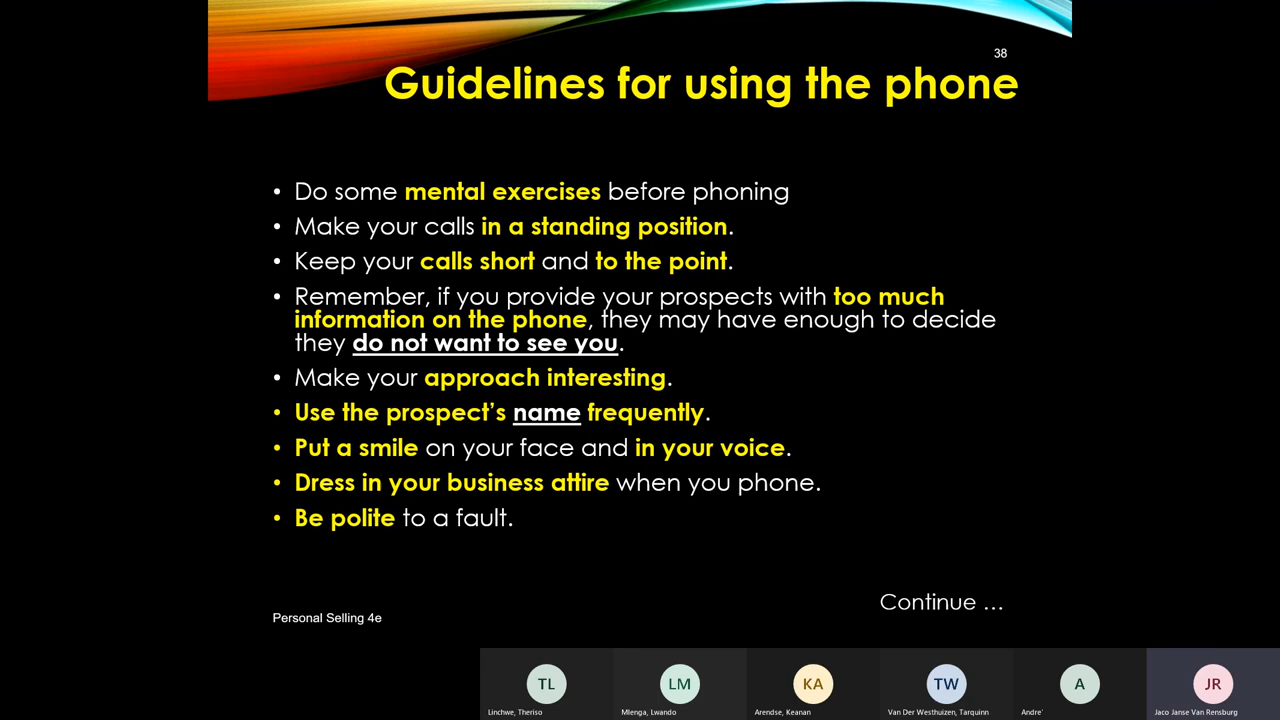 38
Guidelines for using the phone
• Do some mental exercises before phoning
• Make your calls in a standing position.
• Keep your calls short and to the point.
• Remember, if you provide your prospects with too much
information on the phone, they may have enough to decide
they do not want to see you.
• Make your approach interesting.
• Use the prospect's name frequently.
• Put a smile on your face and in your voice.
• Dress in your business attire when you phone.
• Be polite to a fault.
Continue …
Personal Selling 4e
TL LM KA TW A JR
Linchwe, Theriso Mlenga, Lwando Arendse, Keanan Van Der Westhuizen, Tarquinn Andre' Jaco Janse Van Rensburg